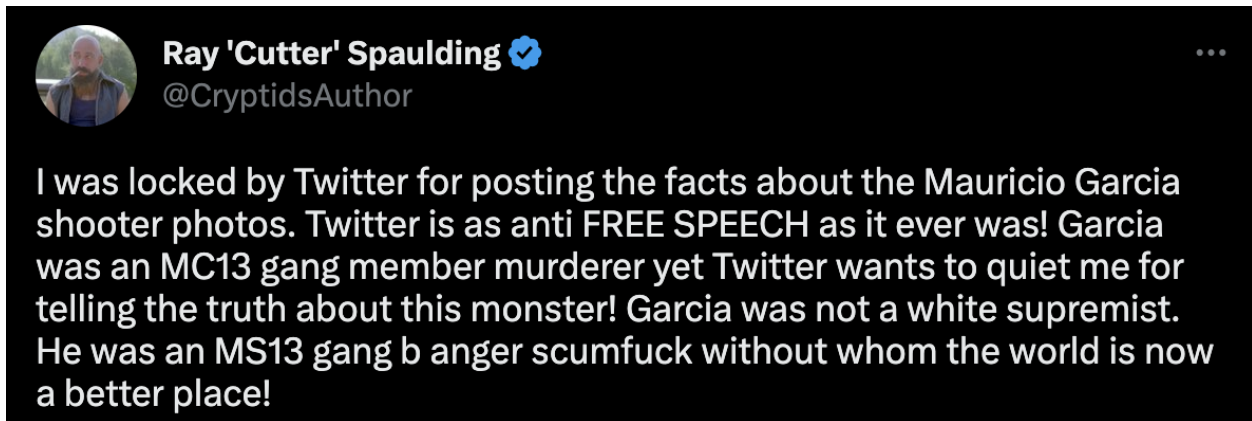 Ray 'Cutter' Spaulding
@CryptidsAuthor
I was locked by Twitter for posting the facts about the Mauricio Garcia
shooter photos. Twitter is as anti FREE SPEECH as it ever was! Garcia
was an MC13 gang member murderer yet Twitter wants to quiet me for
telling the truth about this monster! Garcia was not a white supremist.
He was an MS13 gang b anger scumfuck without whom the world is now
a better place!